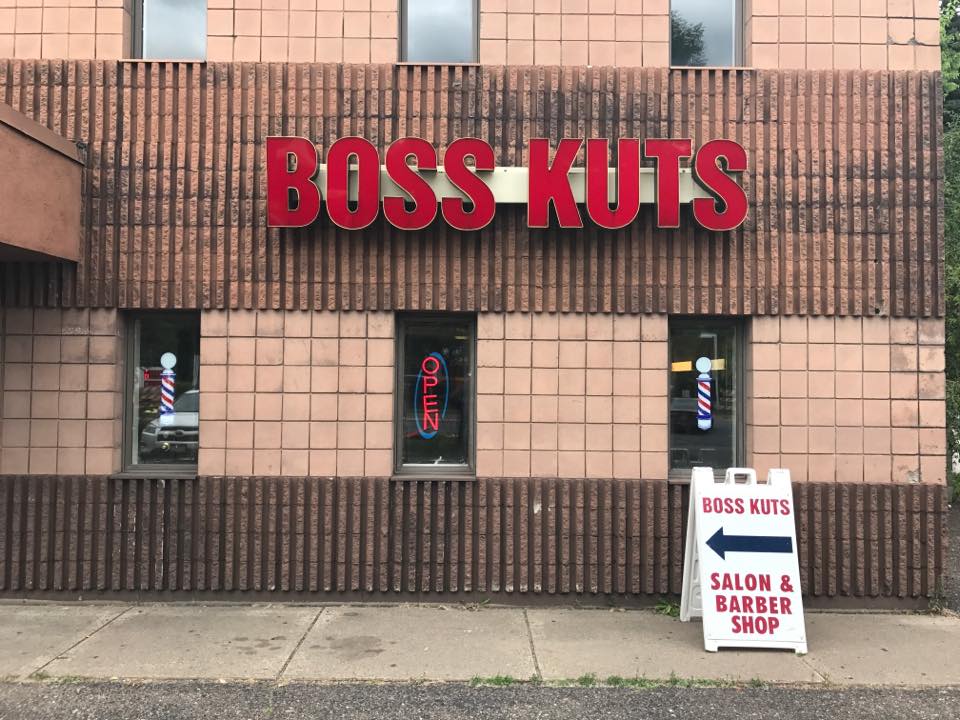 BOSS KUTS
OPEN
BOSS KUTS
SALON &
BARBER
SHOP